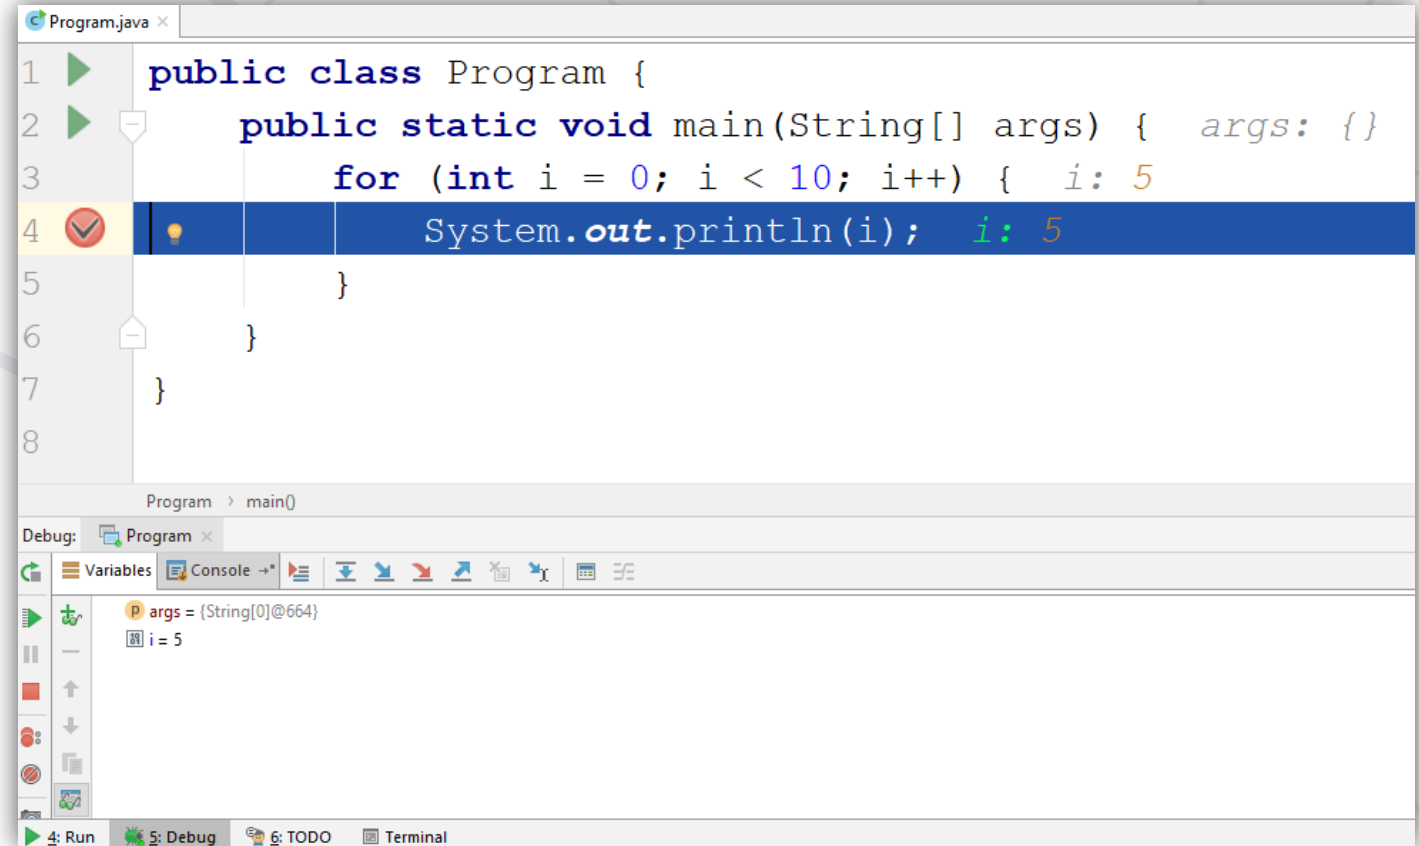 Program.java
1 public class Program {
2 public static void main(String[] args) { args: {}
3 for (int i = 0; i < 10; i++) { i: 5
4 System.out.println(i); i: 5
5 }
6 }
7 }
8
Program > main()
Debug: Program
Variables Console
args = {String[0]@664}
i = 5
4: Run 5: Debug 6: TODO Terminal